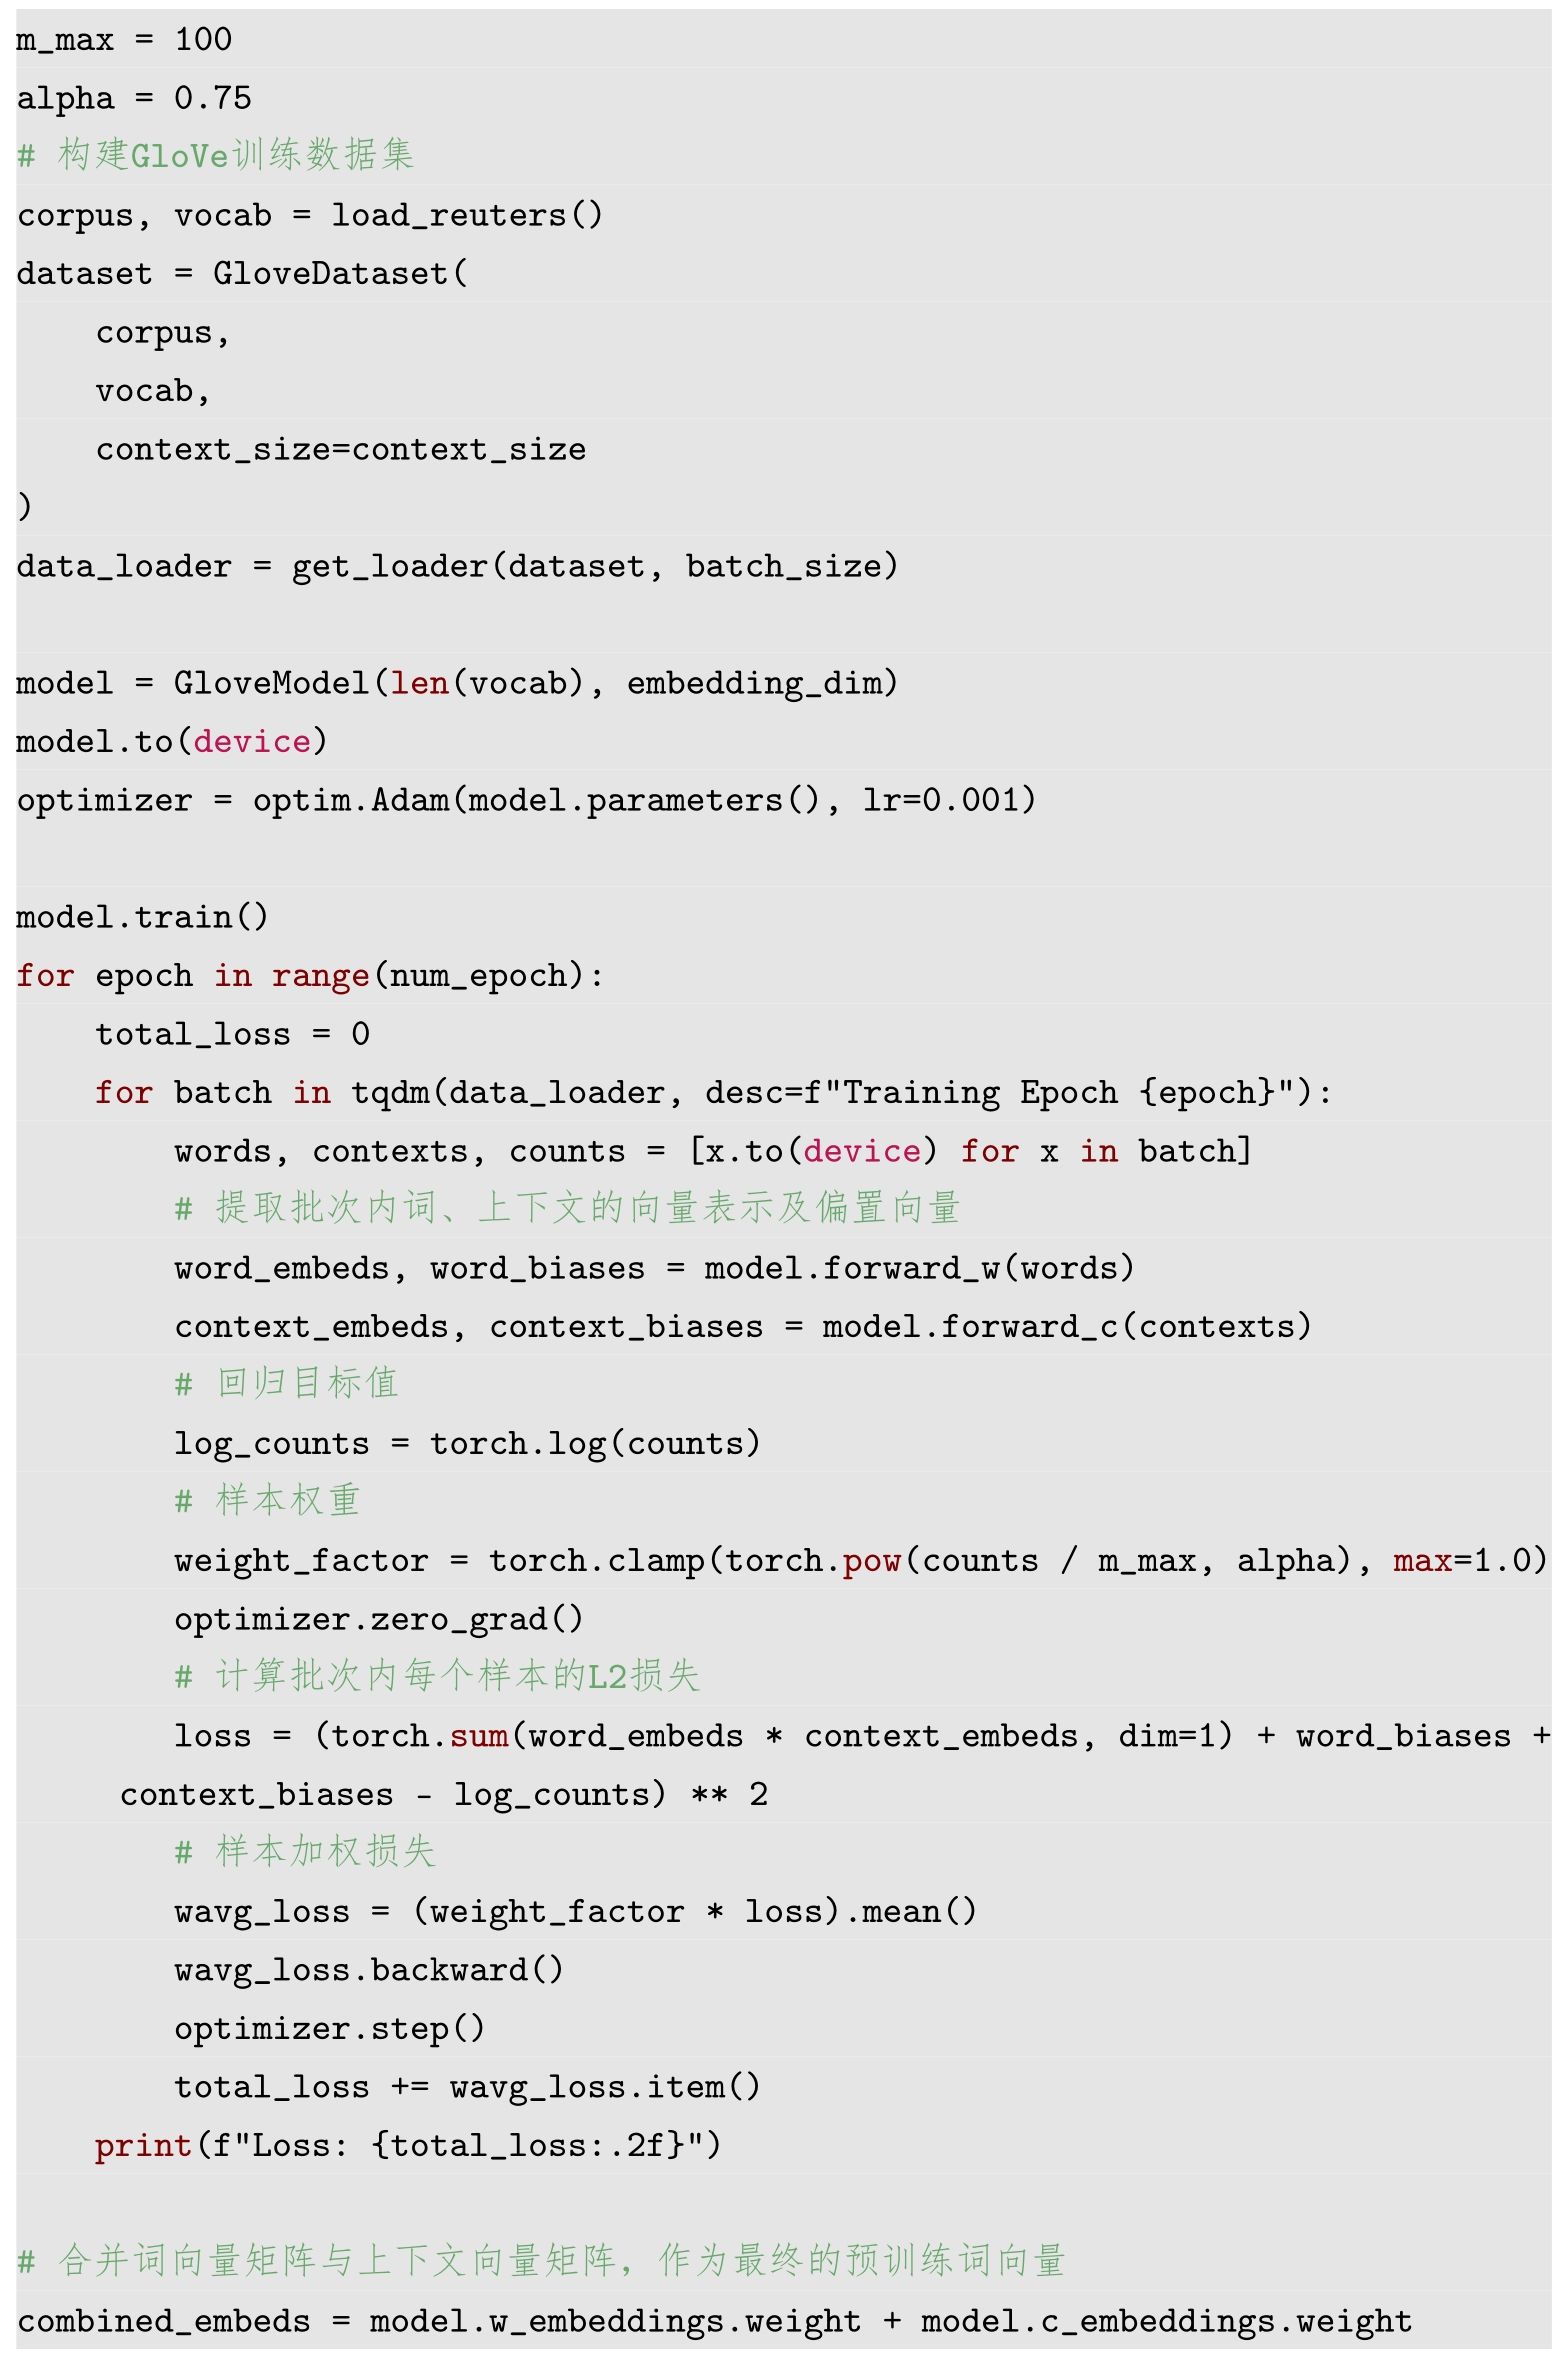 m_max = 100
alpha = 0.75
# 构建GloVe训练数据集
corpus, vocab = load_reuters()
dataset = GloveDataset(
    corpus,
    vocab,
    context_size=context_size
)
data_loader = get_loader(dataset, batch_size)

model = GloveModel(len(vocab), embedding_dim)
model.to(device)
optimizer = optim.Adam(model.parameters(), lr=0.001)

model.train()
for epoch in range(num_epoch):
    total_loss = 0
    for batch in tqdm(data_loader, desc=f"Training Epoch {epoch}"):
        words, contexts, counts = [x.to(device) for x in batch]
        # 提取批次内词、上下文的向量表示及偏置向量
        word_embeds, word_biases = model.forward_w(words)
        context_embeds, context_biases = model.forward_c(contexts)
        # 回归目标值
        log_counts = torch.log(counts)
        # 样本权重
        weight_factor = torch.clamp(torch.pow(counts / m_max, alpha), max=1.0)
        optimizer.zero_grad()
        # 计算批次内每个样本的L2损失
        loss = (torch.sum(word_embeds * context_embeds, dim=1) + word_biases +
     context_biases - log_counts) ** 2
        # 样本加权损失
        wavg_loss = (weight_factor * loss).mean()
        wavg_loss.backward()
        optimizer.step()
        total_loss += wavg_loss.item()
    print(f"Loss: {total_loss:.2f}")

# 合并词向量矩阵与上下文向量矩阵，作为最终的预训练词向量
combined_embeds = model.w_embeddings.weight + model.c_embeddings.weight